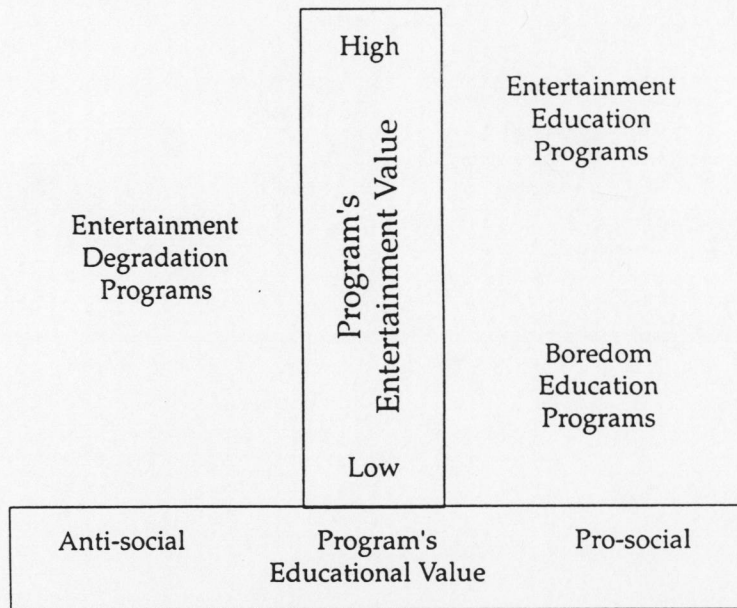 High
Entertainment
Education
Programs
Program's
Entertainment Value
Entertainment
Degradation
Programs
Boredom
Education
Programs
Low
Anti-social
Program's
Educational Value
Pro-social